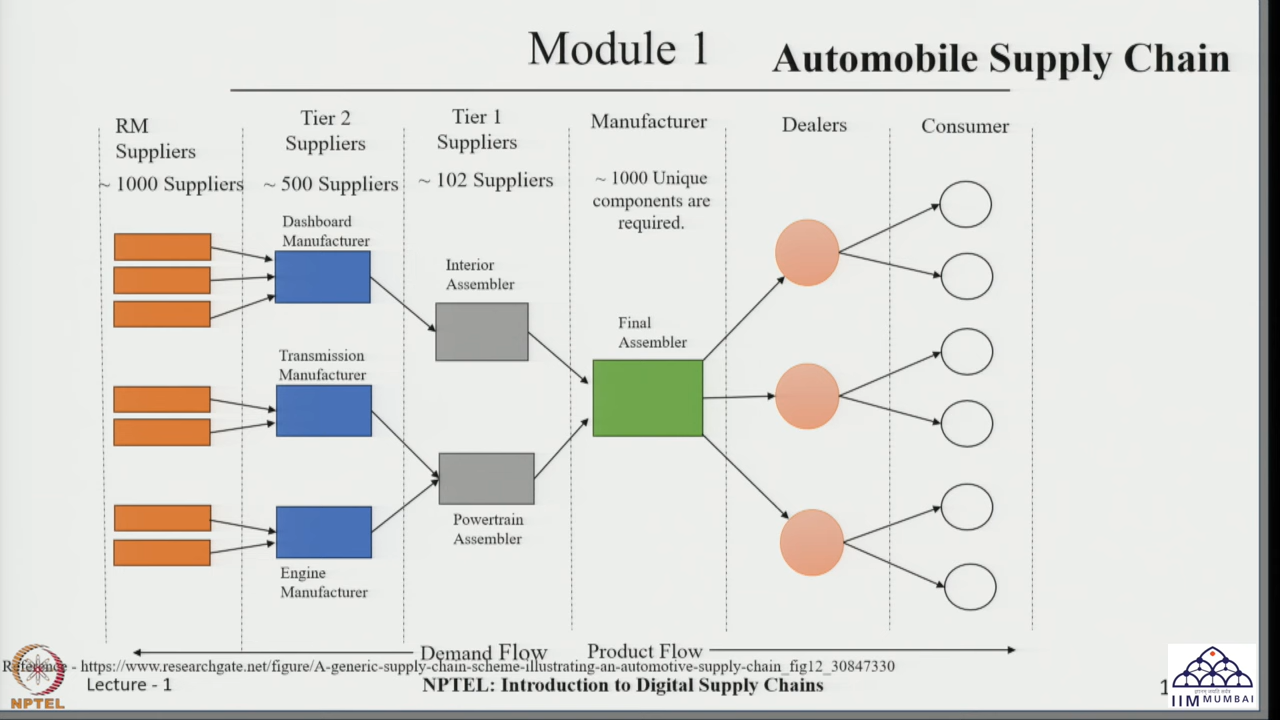 Module 1
Automobile Supply Chain
RM
Suppliers
~ 1000 Suppliers
Tier 2
Suppliers
~ 500 Suppliers
Tier 1
Suppliers
~ 102 Suppliers
Manufacturer
~ 1000 Unique
components are
required.
Dealers
Consumer
Dashboard
Manufacturer
Interior
Assembler
Final
Assembler
Transmission
Manufacturer
Powertrain
Assembler
Engine
Manufacturer
Demand Flow
Product Flow
Reference - https://www.researchgate.net/figure/A-generic-supply-chain-scheme-illustrating-an-automotive-supply-chain_fig12_30847330
Lecture - 1
NPTEL: Introduction to Digital Supply Chains
NPTEL
IIM MUMBAI